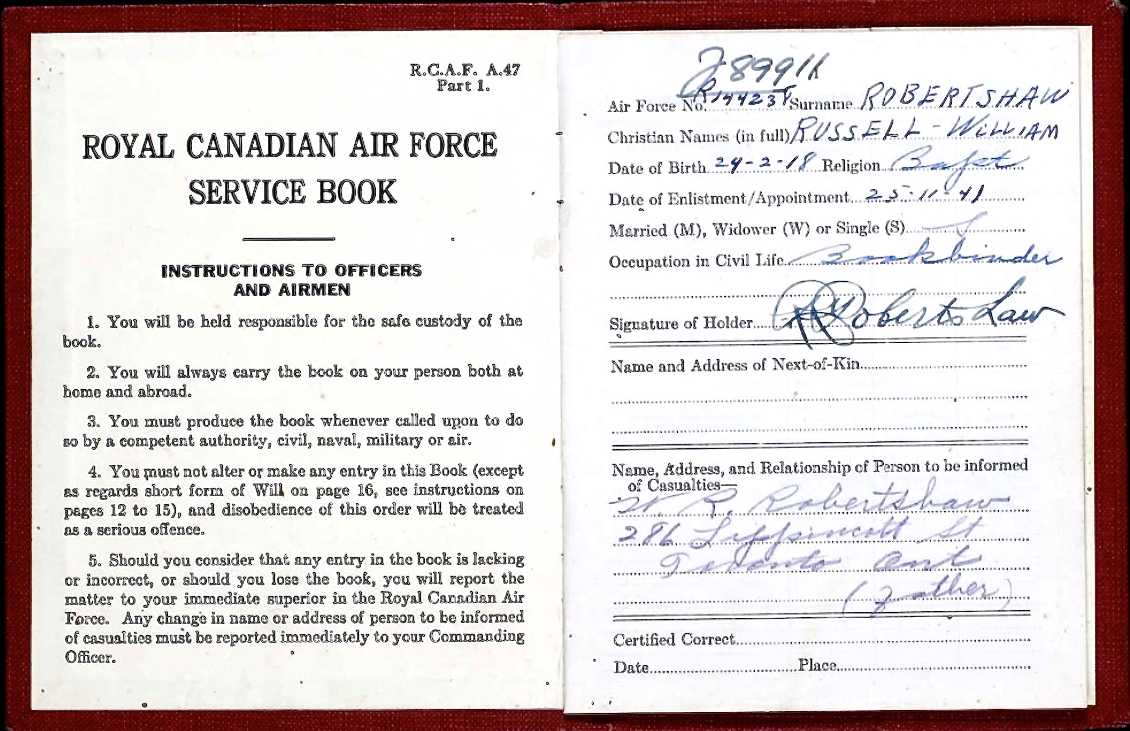 R.C.A.F. A.47
Part 1.
ROYAL CANADIAN AIR FORCE
SERVICE BOOK
INSTRUCTIONS TO OFFICERS
AND AIRMEN
1. You will be held responsible for the safe custody of the
book.
2. You will always carry the book on your person both at
home and abroad.
3. You must produce the book whenever called upon to do
so by a competent authority, civil, naval, military or air.
4. You must not alter or make any entry in this Book (except
as regards short form of Will on page 16, see instructions on
pages 12 to 15), and disobedience of this order will be treated
as a serious offence.
5. Should you consider that any entry in the book is lacking
or incorrect, or should you lose the book, you will report the
matter to your immediate superior in the Royal Canadian Air
Force. Any change in name or address of person to be informed
of casualties must be reported immediately to your Commanding
Officer.
Air Force No. Surname ROBERTSHAW
Christian Names (in full) RUSSELL-WILLIAM
Date of Birth 29-2-18 Religion Bapt
Date of Enlistment/Appointment 25-11-41
Married (M), Widower (W) or Single (S) S
Occupation in Civil Life Bookbinder
Signature of Holder Robertshaw
Name and Address of Next-of-Kin
Name, Address, and Relationship of Person to be informed
of Casualties—
W. R. Robertshaw
286 Lippincott St
Toronto Ont
(Father)
Certified Correct
Date Place